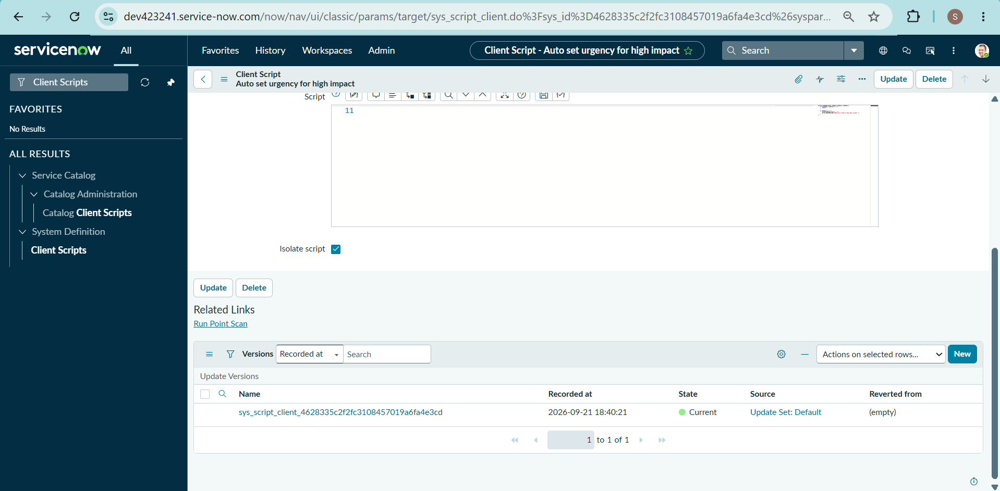 dev423241.service-now.com/now/nav/ui/classic/params/target/sys_script_client.do%3Fsys_id%3D4628335c2f2fc3108457019a6fa4e3cd%26syspar...
S
servicenow
All
Favorites
History
Workspaces
Admin
Client Script - Auto set urgency for high impact
Search
Client Scripts
Client Script
Auto set urgency for high impact
Update
Delete
FAVORITES
No Results
ALL RESULTS
Service Catalog
Catalog Administration
Catalog Client Scripts
System Definition
Client Scripts
Script
11
Isolate script
Update
Delete
Related Links
Run Point Scan
Versions
Recorded at
Search
Actions on selected rows...
New
Update Versions
Name
Recorded at
State
Source
Reverted from
sys_script_client_4628335c2f2fc3108457019a6fa4e3cd
2026-09-21 18:40:21
Current
Update Set: Default
(empty)
1 to 1 of 1